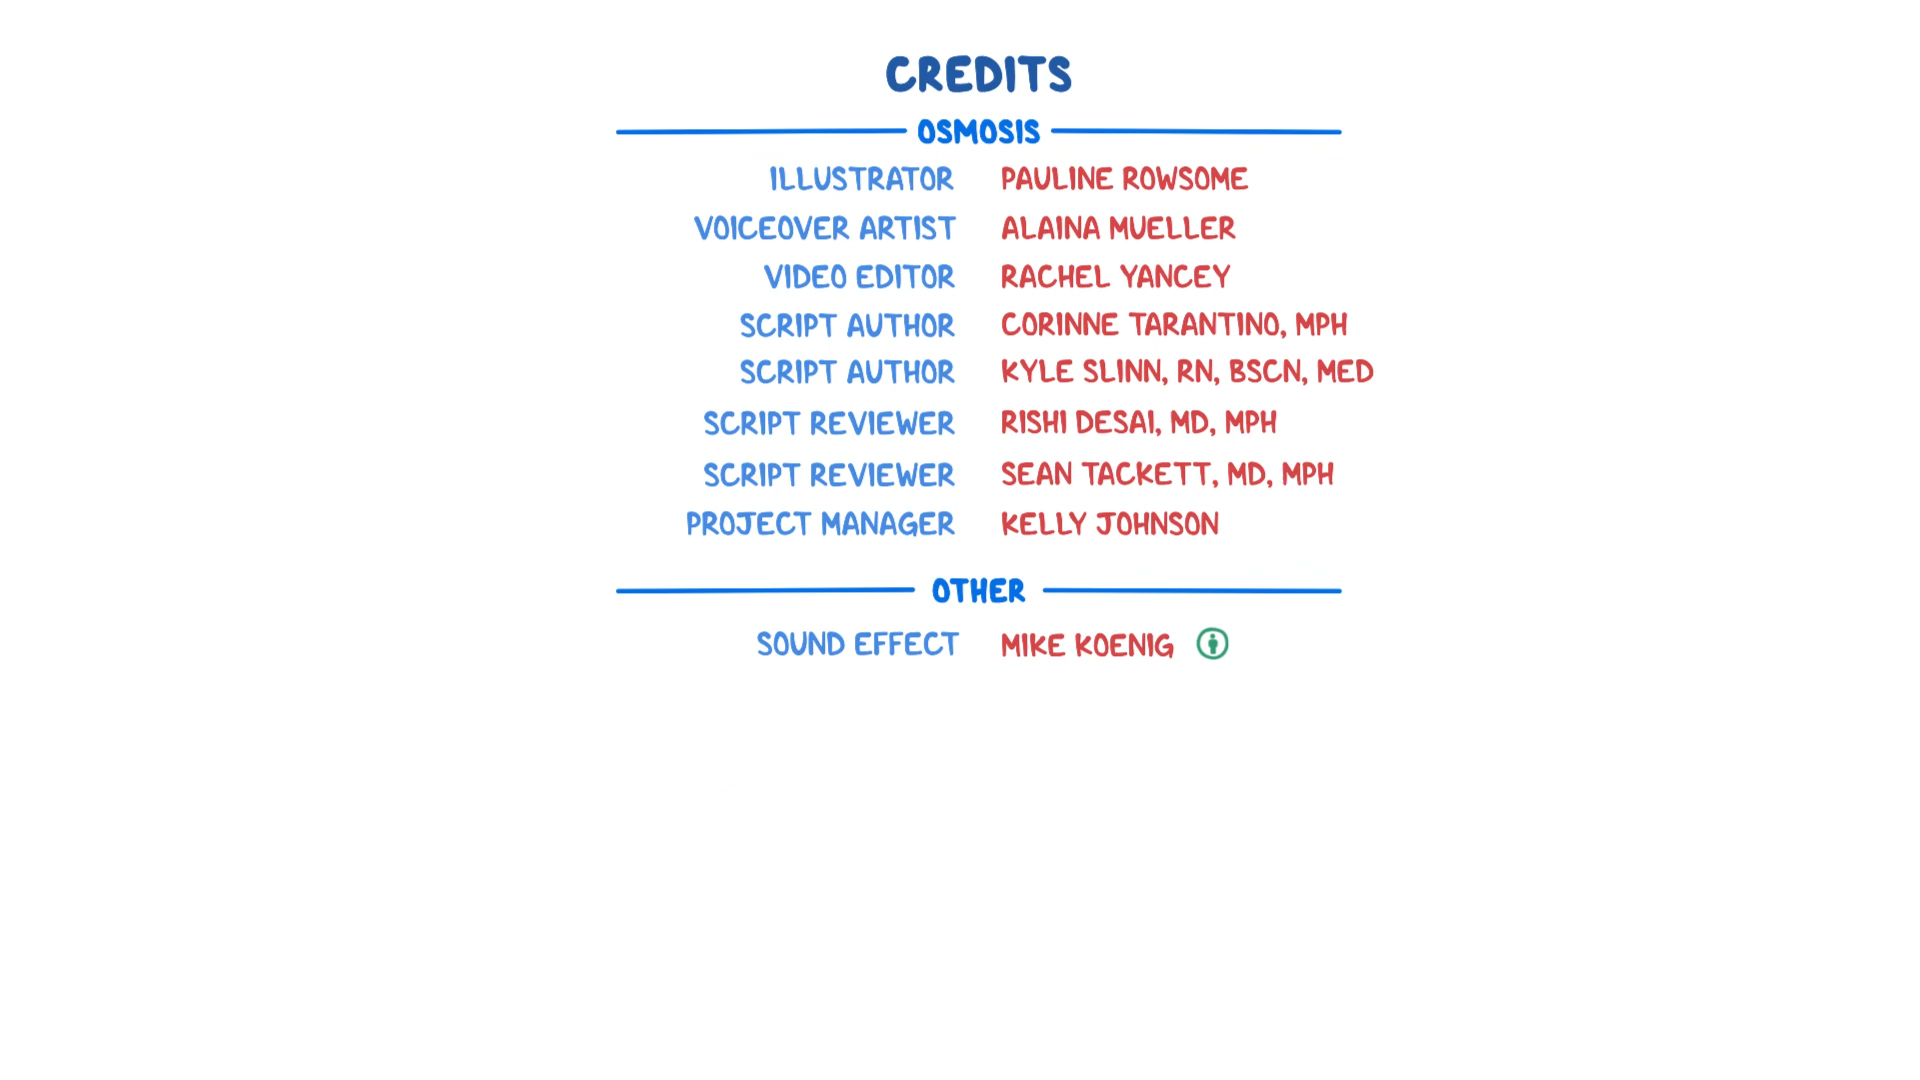 CREDITS
OSMOSIS
ILLUSTRATOR PAULINE ROWSOME
VOICEOVER ARTIST ALAINA MUELLER
VIDEO EDITOR RACHEL YANCEY
SCRIPT AUTHOR CORINNE TARANTINO, MPH
SCRIPT AUTHOR KYLE SLINN, RN, BSCN, MED
SCRIPT REVIEWER RISHI DESAI, MD, MPH
SCRIPT REVIEWER SEAN TACKETT, MD, MPH
PROJECT MANAGER KELLY JOHNSON
OTHER
SOUND EFFECT MIKE KOENIG